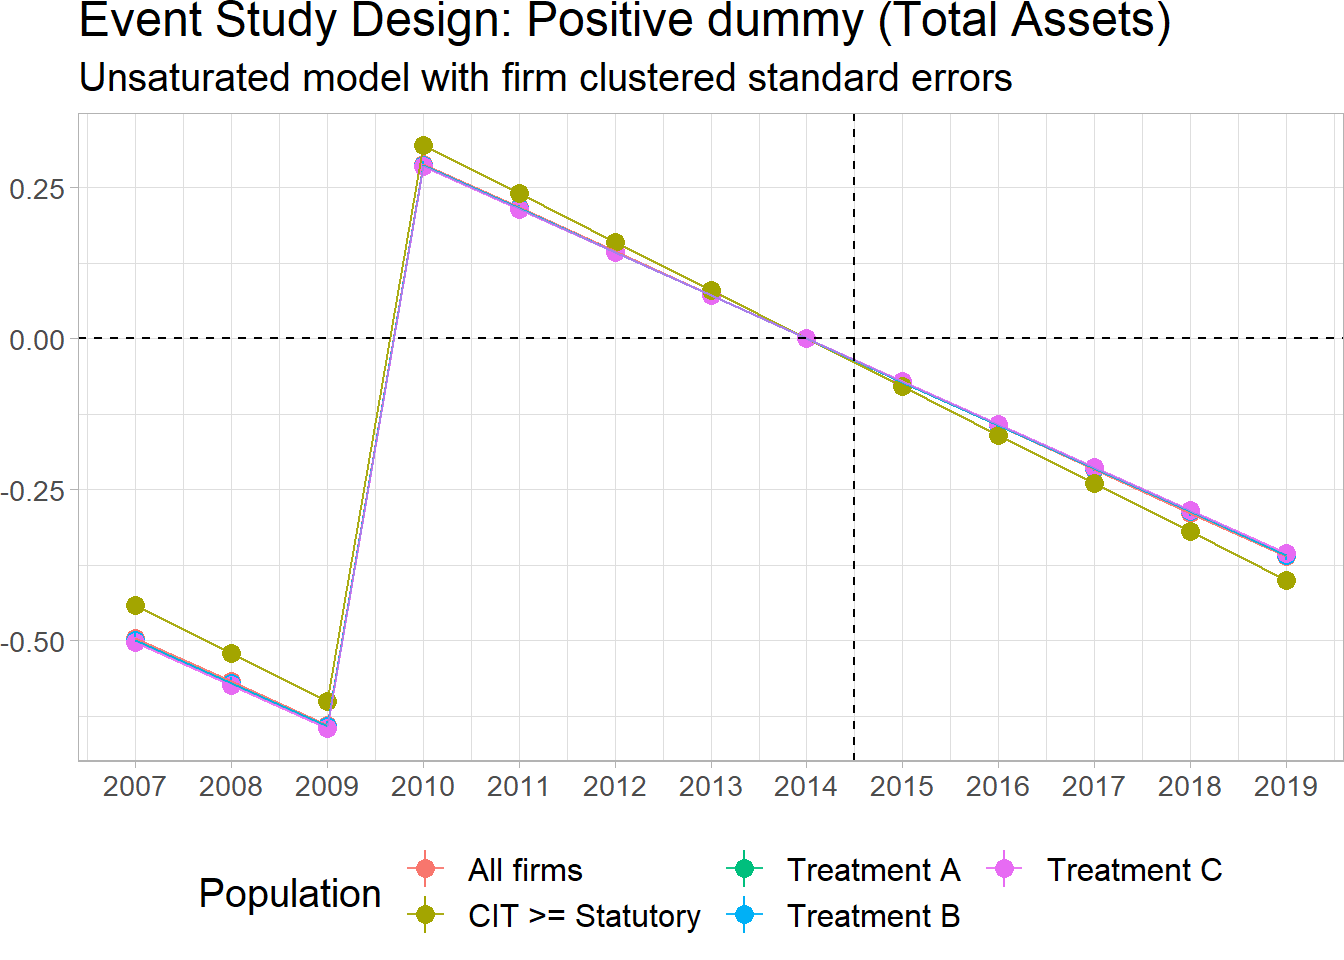 Event Study Design: Positive dummy (Total Assets)
Unsaturated model with firm clustered standard errors
0.25
0.00
-0.25
-0.50
2007 2008 2009 2010 2011 2012 2013 2014 2015 2016 2017 2018 2019
Population
All firms Treatment A Treatment C
CIT >= Statutory Treatment B